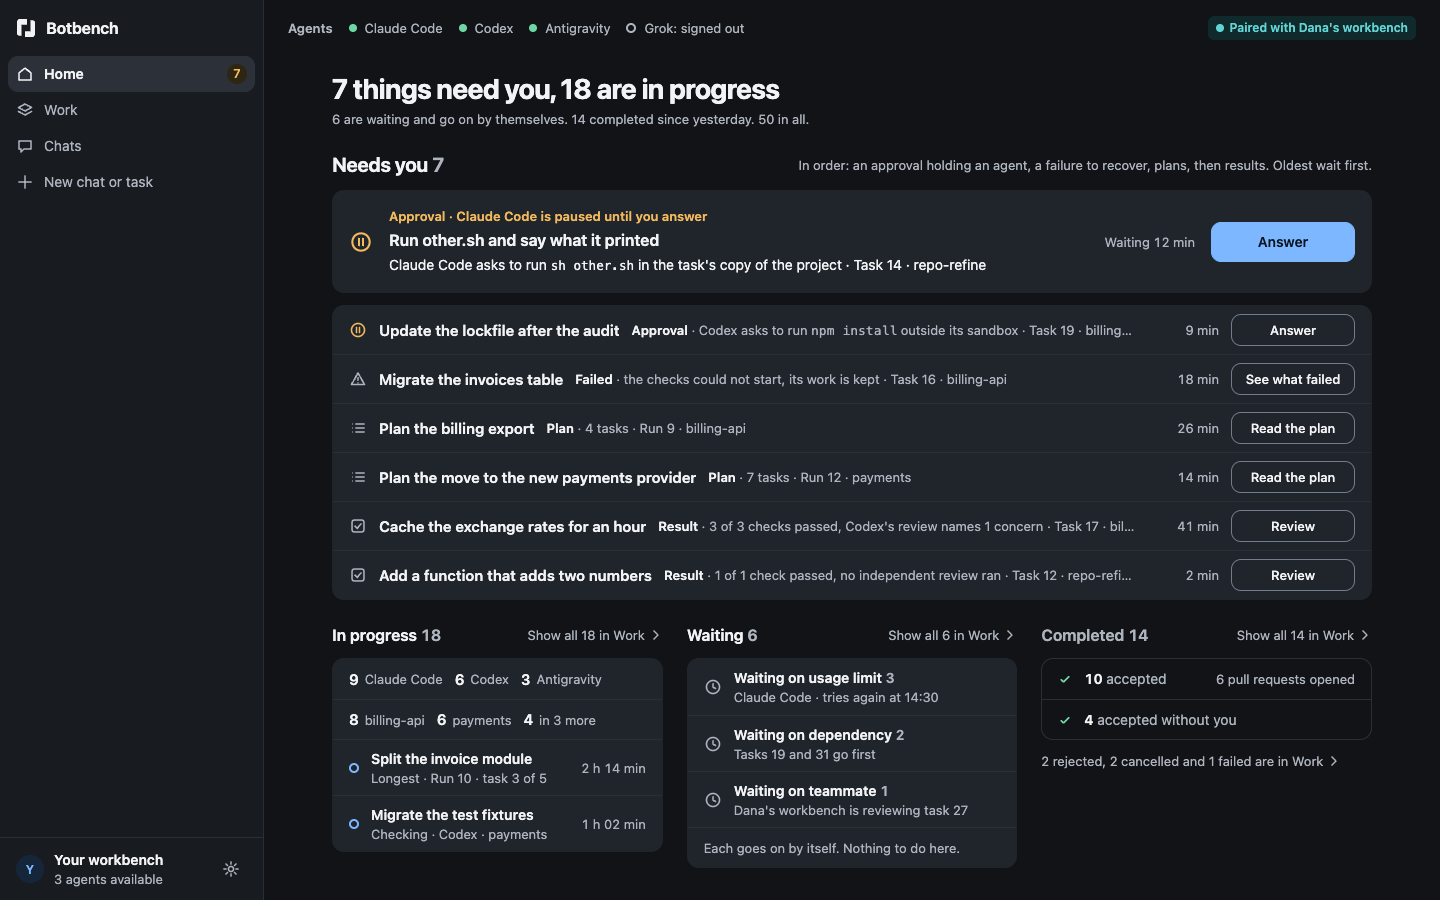 Botbench
Home 7
Work
Chats
New chat or task
Your workbench
3 agents available
Y
Agents Claude Code Codex Antigravity Grok: signed out
Paired with Dana's workbench
7 things need you, 18 are in progress
6 are waiting and go on by themselves. 14 completed since yesterday. 50 in all.
Needs you 7
In order: an approval holding an agent, a failure to recover, plans, then results. Oldest wait first.
Approval · Claude Code is paused until you answer
Run other.sh and say what it printed
Claude Code asks to run sh other.sh in the task's copy of the project · Task 14 · repo-refine
Waiting 12 min
Answer
Update the lockfile after the audit Approval · Codex asks to run npm install outside its sandbox · Task 19 · billing... 9 min Answer
Migrate the invoices table Failed · the checks could not start, its work is kept · Task 16 · billing-api 18 min See what failed
Plan the billing export Plan · 4 tasks · Run 9 · billing-api 26 min Read the plan
Plan the move to the new payments provider Plan · 7 tasks · Run 12 · payments 14 min Read the plan
Cache the exchange rates for an hour Result · 3 of 3 checks passed, Codex's review names 1 concern · Task 17 · bil... 41 min Review
Add a function that adds two numbers Result · 1 of 1 check passed, no independent review ran · Task 12 · repo-refi... 2 min Review
In progress 18 Show all 18 in Work
9 Claude Code 6 Codex 3 Antigravity
8 billing-api 6 payments 4 in 3 more
Split the invoice module
Longest · Run 10 · task 3 of 5
2 h 14 min
Migrate the test fixtures
Checking · Codex · payments
1 h 02 min
Waiting 6 Show all 6 in Work
Waiting on usage limit 3
Claude Code · tries again at 14:30
Waiting on dependency 2
Tasks 19 and 31 go first
Waiting on teammate 1
Dana's workbench is reviewing task 27
Each goes on by itself. Nothing to do here.
Completed 14 Show all 14 in Work
10 accepted 6 pull requests opened
4 accepted without you
2 rejected, 2 cancelled and 1 failed are in Work